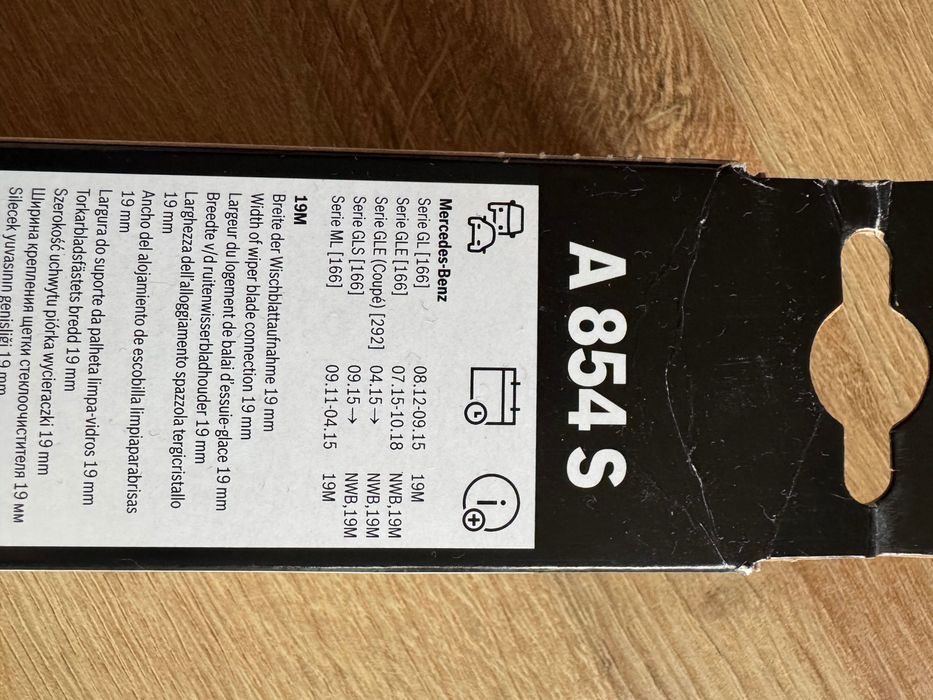 A 854 S
Mercedes-Benz
Serie GL [166] 08.12-09.15 19M
Serie GLE [166] 07.15-10.18 NWB,19M
Serie GLE (Coupé) [292] 04.15 → NWB,19M
Serie GLS [166] 09.15 → NWB,19M
Serie ML [166] 09.11-04.15 19M
19M
Breite der Wischblattaufnahme 19 mm
Width of wiper blade connection 19 mm
Largeur du logement de balai d'essuie-glace 19 mm
Breedte v/d ruitenwisserbladhouder 19 mm
Larghezza dell'alloggiamento spazzola tergicristallo
19 mm
Ancho del alojamiento de escobilla limpiaparabrisas
19 mm
Largura do suporte da palheta limpa-vidros 19 mm
Torkarbladsfästets bredd 19 mm
Szerokość uchwytu piórka wycieraczki 19 mm
Ширина крепления щетки стеклоочистителя 19 мм
Silecek yuvasının genişliği 19 mm